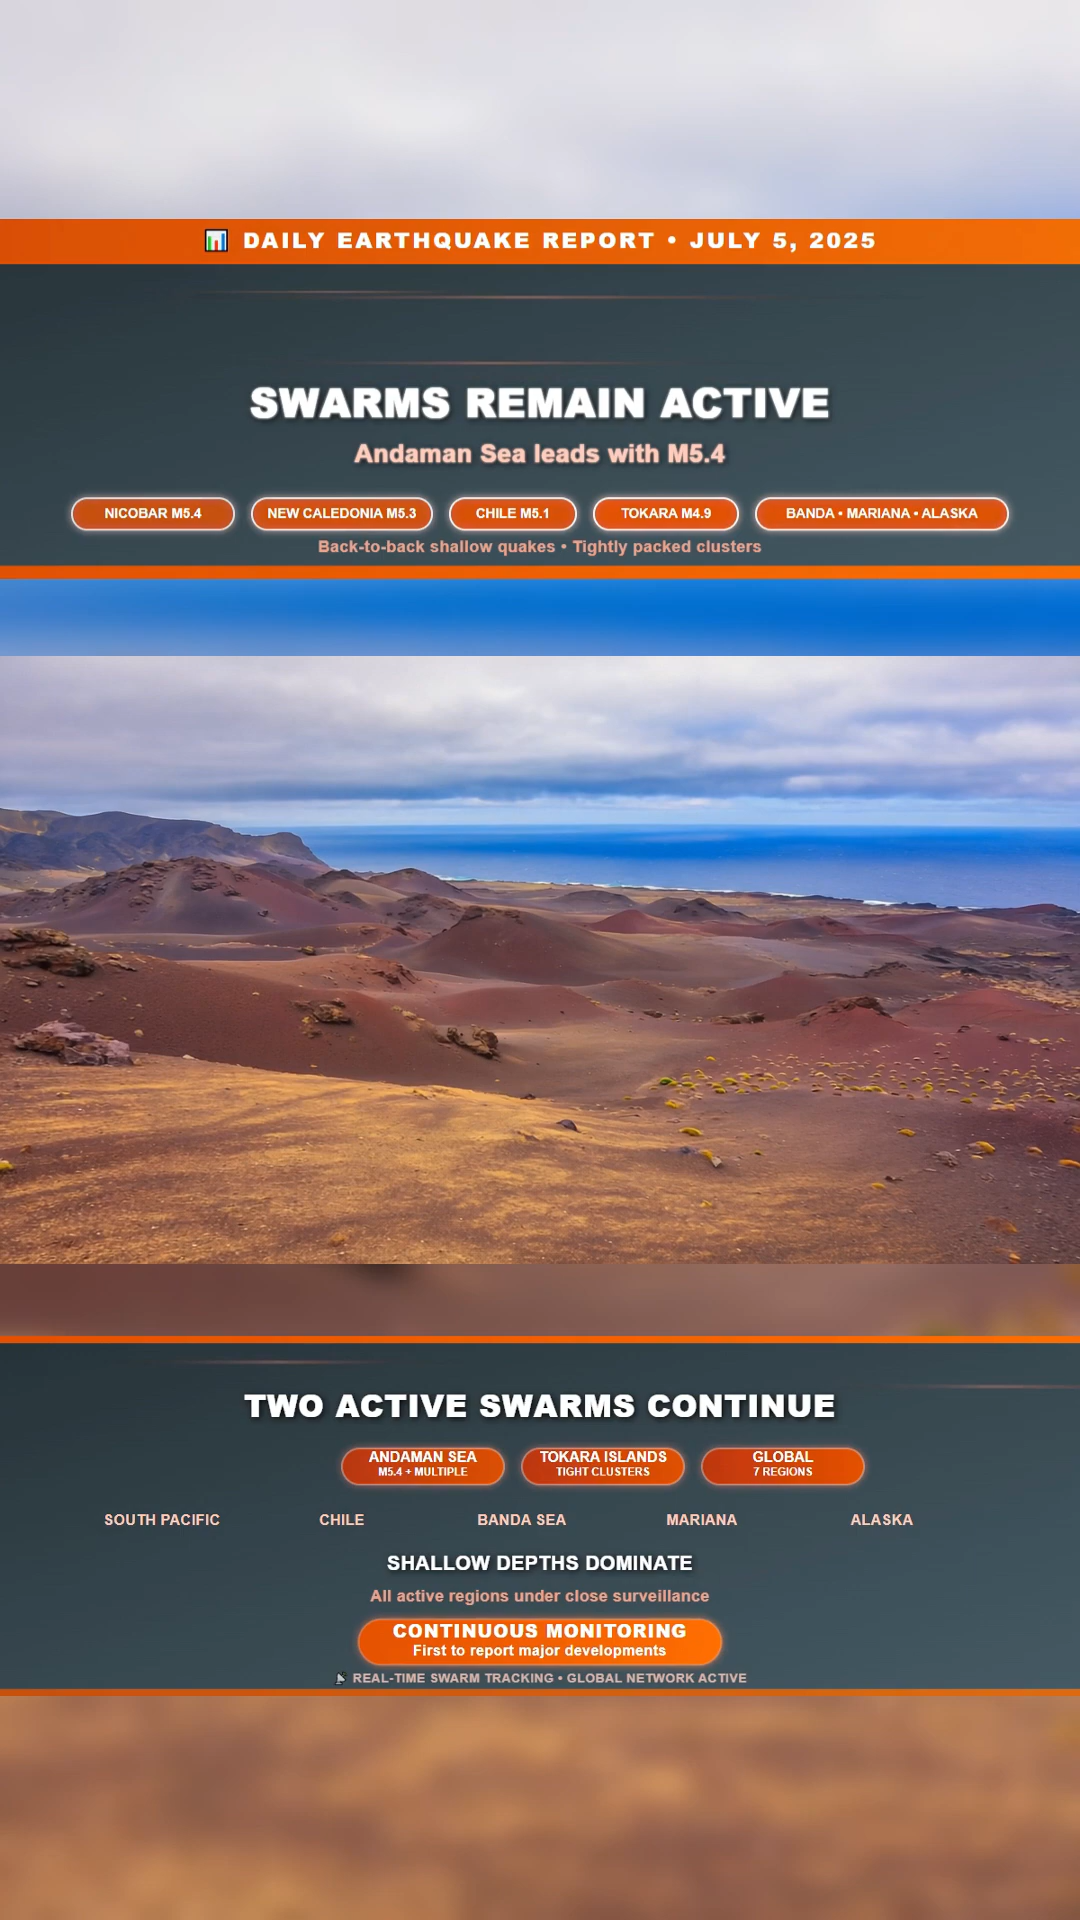 📊 DAILY EARTHQUAKE REPORT • JULY 5, 2025
SWARMS REMAIN ACTIVE
Andaman Sea leads with M5.4
NICOBAR M5.4
NEW CALEDONIA M5.3
CHILE M5.1
TOKARA M4.9
BANDA • MARIANA • ALASKA
Back-to-back shallow quakes • Tightly packed clusters
TWO ACTIVE SWARMS CONTINUE
ANDAMAN SEA
M5.4 + MULTIPLE
TOKARA ISLANDS
TIGHT CLUSTERS
GLOBAL
7 REGIONS
SOUTH PACIFIC
CHILE
BANDA SEA
MARIANA
ALASKA
SHALLOW DEPTHS DOMINATE
All active regions under close surveillance
CONTINUOUS MONITORING
First to report major developments
📡 REAL-TIME SWARM TRACKING • GLOBAL NETWORK ACTIVE